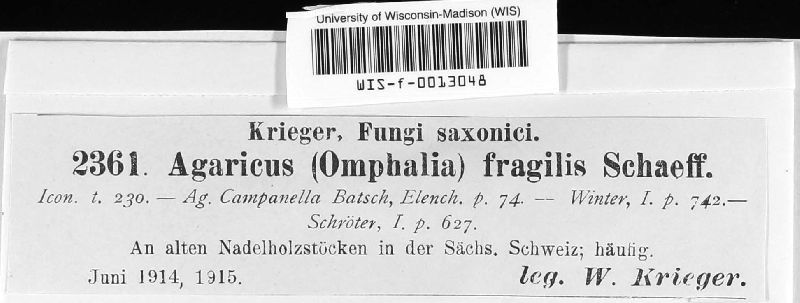 University of Wisconsin-Madison (WIS)
WIS-f-0013048
Krieger, Fungi saxonici.
2361. Agaricus (Omphalia) fragilis Schaeff.
Icon. t. 230. — Ag. Campanella Batsch, Elench. p. 74. — Winter, I. p. 742.—
Schröter, I. p. 627.
An alten Nadelholzstöcken in der Sächs. Schweiz; häufig.
Juni 1914, 1915. leg. W. Krieger.